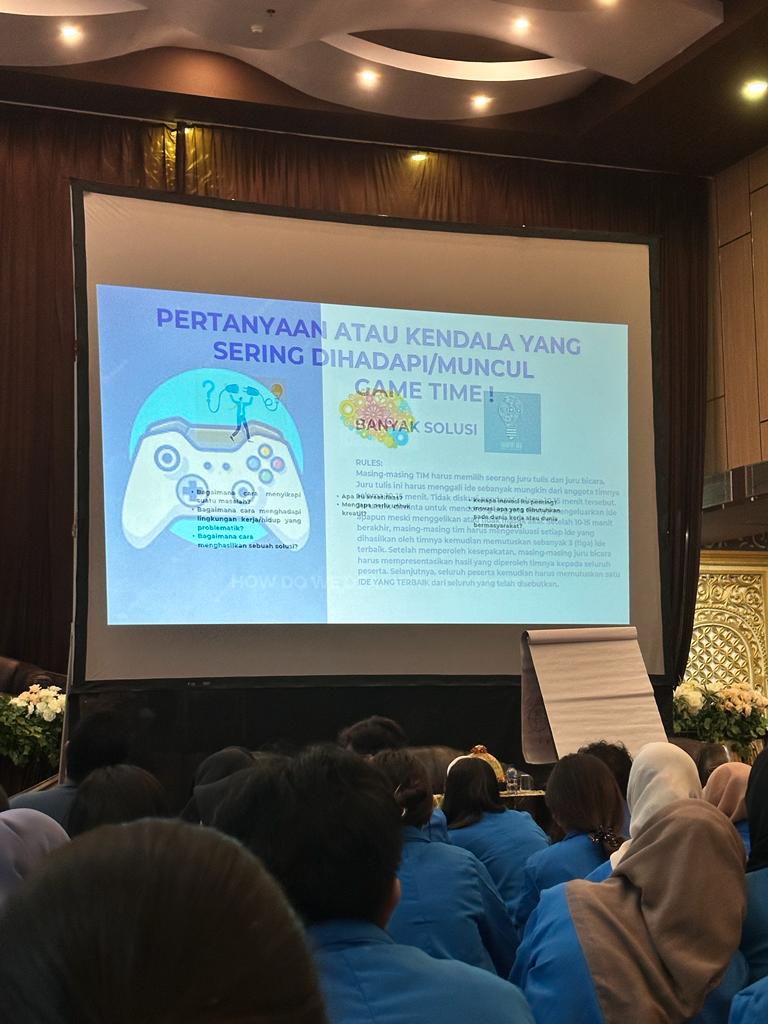 PERTANYAAN ATAU KENDALA YANG
SERING DIHADAPI/MUNCUL
GAME TIME !
BANYAK SOLUSI
• Bagaimana cara menyikapi
suatu masalah?
• Bagaimana cara menghadapi
lingkungan kerja/hidup yang
problematik?
• Bagaimana cara
menghasilkan sebuah solusi?
HOW DO WE
• Apa itu kreatifitas?
• Mengapa perlu untuk
kreatif?
• Kenapa inovasi itu penting?
• Inovasi apa yang dibutuhkan
pada dunia kerja atau dunia
bermasyarakat?
RULES:
Masing-masing TIM harus memilih seorang juru tulis dan juru bicara.
Juru tulis ini harus menggali ide sebanyak mungkin dari anggota timnya
menit. Tidak menit tersebut,
untuk mengeluarkan ide
apapun meski menggelikan atau 10-15 menit
berakhir, masing-masing tim harus mengevaluasi setiap ide yang
dihasilkan oleh timnya kemudian memutuskan sebanyak 3 (tiga) ide
terbaik. Setelah memperoleh kesepakatan, masing-masing juru bicara
harus mempresentasikan hasil yang diperoleh timnya kepada seluruh
peserta. Selanjutnya, seluruh peserta kemudian harus memutuskan satu
IDE YANG TERBAIK dari seluruh yang telah disebutkan.